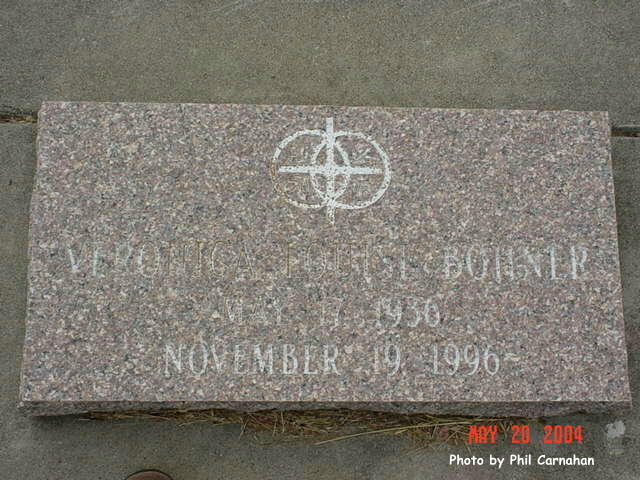 VERONICA LOUISE BOHNER
MAY 17, 1936
NOVEMBER 19, 1996
MAY 20 2004
Photo by Phil Carnahan